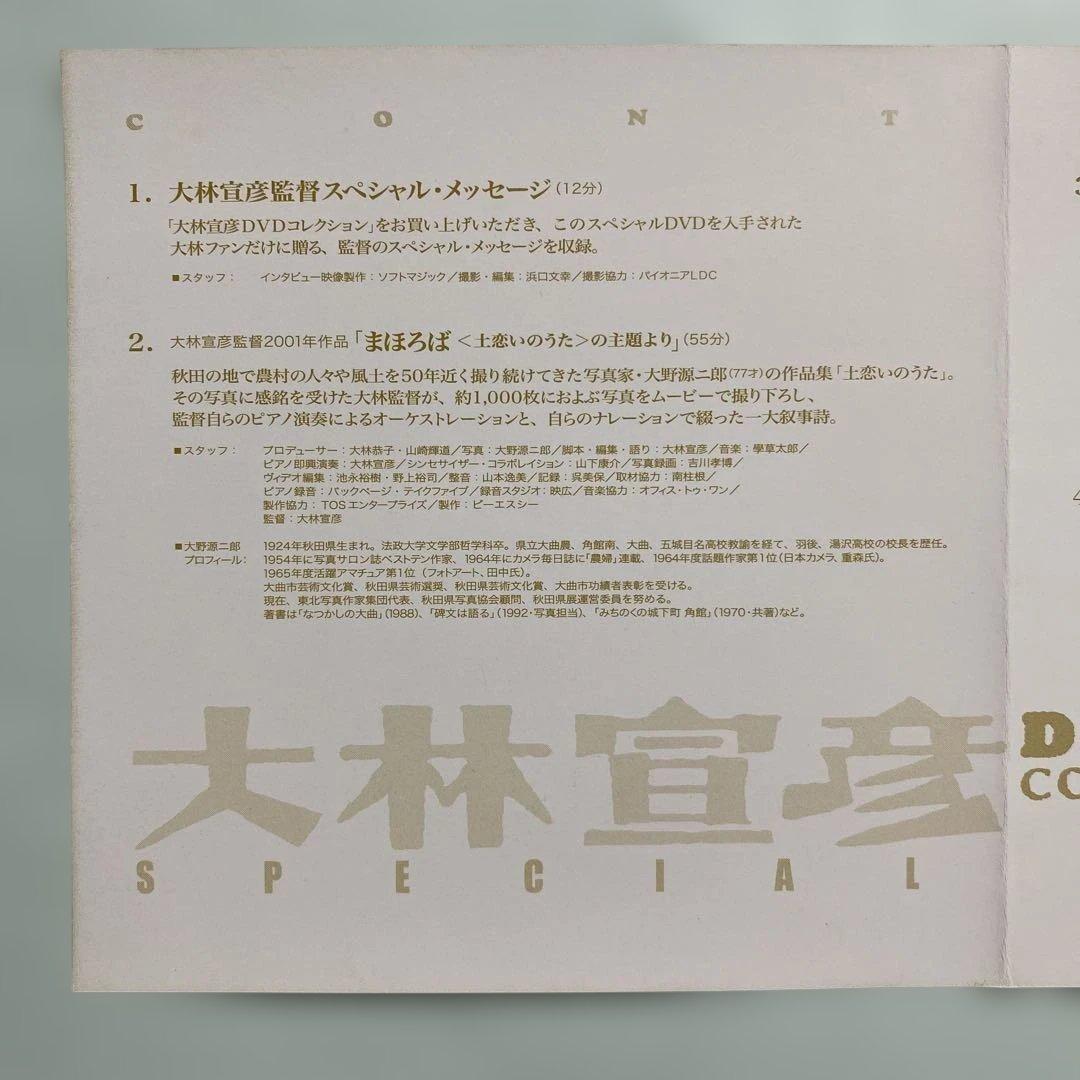 C O N T
1. 大林宣彦監督スペシャル・メッセージ(12分)
「大林宣彦DVDコレクション」をお買い上げいただき、このスペシャルDVDを入手された
大林ファンだけに贈る、監督のスペシャル・メッセージを収録。
■スタッフ： インタビュー映像製作：ソフトマジック／撮影・編集：浜口文幸／撮影協力：パイオニアLDC
2. 大林宣彦監督2001年作品「まほろば＜土恋いのうた＞の主題より」(55分)
秋田の地で農村の人々や風土を50年近く撮り続けてきた写真家・大野源二郎(77才)の作品集「土恋いのうた」。
その写真に感銘を受けた大林監督が、約1,000枚におよぶ写真をムービーで撮り下ろし、
監督自らのピアノ演奏によるオーケストレーションと、自らのナレーションで綴った一大叙事詩。
■スタッフ： プロデューサー：大林恭子・山崎輝道／写真：大野源二郎／脚本・編集・語り：大林宣彦／音楽：學草太郎／
ピアノ即興演奏：大林宣彦／シンセサイザー・コラボレイション：山下康介／写真録画：吉川孝博／
ヴィデオ編集：池永裕樹・野上裕司／整音：山本逸美／記録：呉美保／取材協力：南柱根／
ピアノ録音：バックページ・テイクファイブ／録音スタジオ：映広／音楽協力：オフィス・トゥ・ワン／
製作協力：TOSエンタープライズ／製作：ピーエスシー
監督：大林宣彦
■大野源二郎 1924年秋田県生まれ。法政大学文学部哲学科卒。県立大曲農、角館南、大曲、五城目名高校教諭を経て、羽後、湯沢高校の校長を歴任。
プロフィール： 1954年に写真サロン誌ベストテン作家、1964年にカメラ毎日誌に「農婦」連載、1964年度話題作家第1位（日本カメラ、重森氏）。
1965年度活躍アマチュア第1位（フォトアート、田中氏）。
大曲市芸術文化賞、秋田県芸術選奨、秋田県芸術文化賞、大曲市功績者表彰を受ける。
現在、東北写真作家集団代表、秋田県写真協会顧問、秋田県展運営委員を努める。
著書は「なつかしの大曲」(1988)、「碑文は語る」(1992・写真担当)、「みちのくの城下町 角館」(1970・共著)など。
大林宣彦 D
CO
SPECIAL